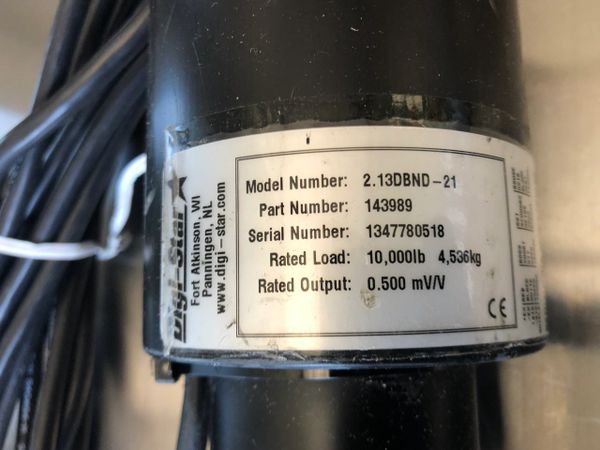 Digi-Star
Fort Atkinson, WI
Panningen, NL
www.digi-star.com
Model Number: 2.13DBND-21
Part Number: 143989
Serial Number: 1347780518
Rated Load: 10,000lb 4,536kg
Rated Output: 0.500 mV/V
CE